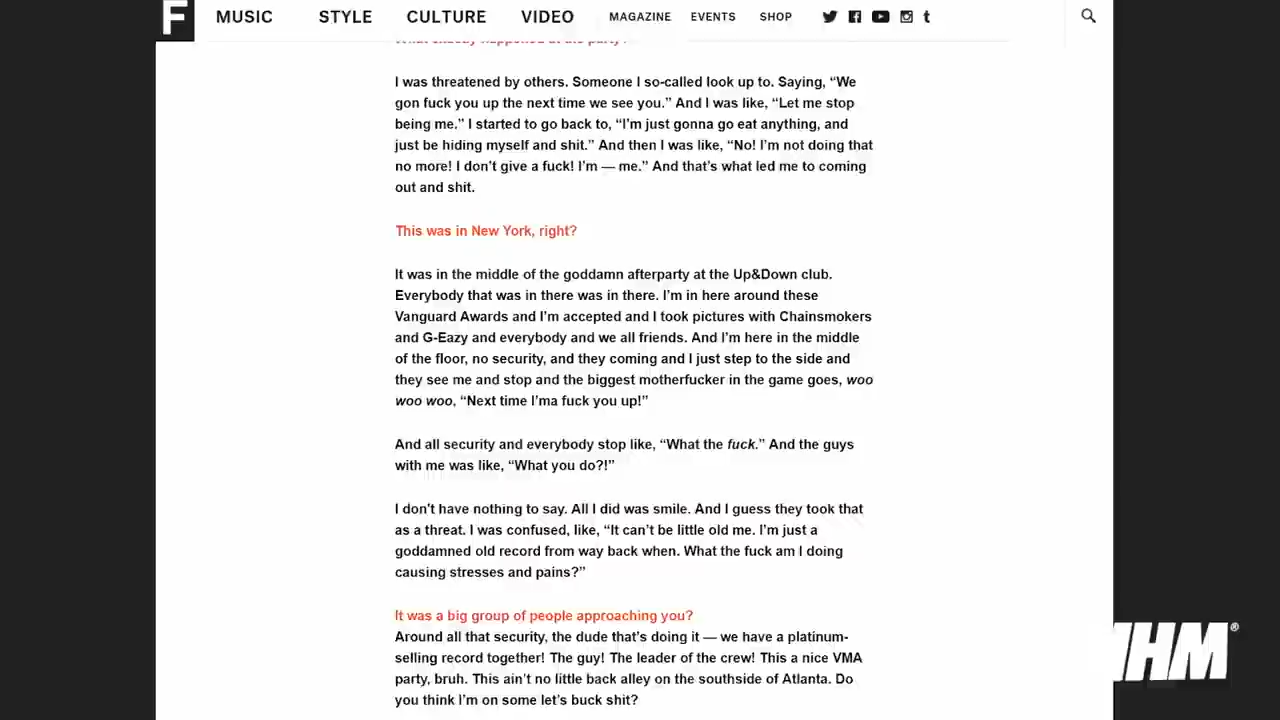 F MUSIC STYLE CULTURE VIDEO MAGAZINE EVENTS SHOP
What exactly happened at the party?
I was threatened by others. Someone I so-called look up to. Saying, “We
gon fuck you up the next time we see you.” And I was like, “Let me stop
being me.” I started to go back to, “I’m just gonna go eat anything, and
just be hiding myself and shit.” And then I was like, “No! I’m not doing that
no more! I don’t give a fuck! I’m — me.” And that’s what led me to coming
out and shit.
This was in New York, right?
It was in the middle of the goddamn afterparty at the Up&Down club.
Everybody that was in there was in there. I’m in here around these
Vanguard Awards and I’m accepted and I took pictures with Chainsmokers
and G-Eazy and everybody and we all friends. And I’m here in the middle
of the floor, no security, and they coming and I just step to the side and
they see me and stop and the biggest motherfucker in the game goes, woo
woo woo, “Next time I’ma fuck you up!”
And all security and everybody stop like, “What the fuck.” And the guys
with me was like, “What you do?!”
I don’t have nothing to say. All I did was smile. And I guess they took that
as a threat. I was confused, like, “It can’t be little old me. I’m just a
goddamned old record from way back when. What the fuck am I doing
causing stresses and pains?”
It was a big group of people approaching you?
Around all that security, the dude that’s doing it — we have a platinum-
selling record together! The guy! The leader of the crew! This a nice VMA
party, bruh. This ain’t no little back alley on the southside of Atlanta. Do
you think I’m on some let’s buck shit?
HM®